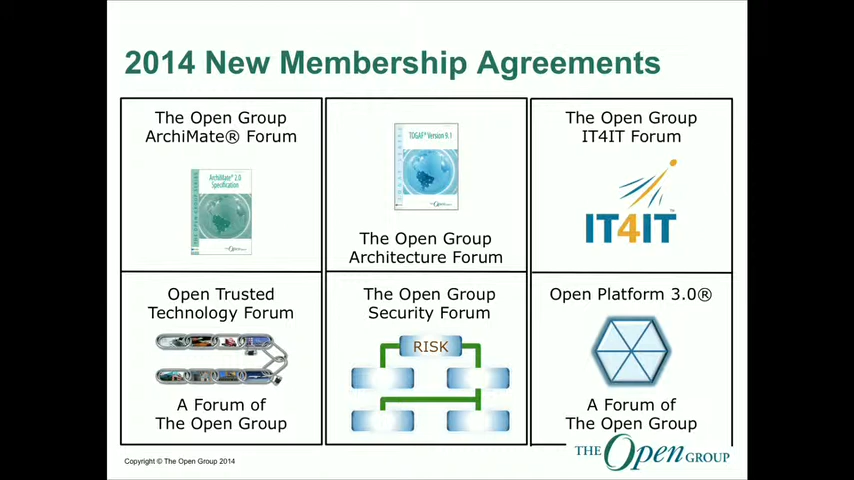 2014 New Membership Agreements
The Open Group
ArchiMate® Forum
ArchiMate® 2.0
Specification
TOGAF® Version 9.1
The Open Group
Architecture Forum
The Open Group
IT4IT Forum
IT4IT™
Open Trusted
Technology Forum
A Forum of
The Open Group
The Open Group
Security Forum
RISK
Open Platform 3.0®
A Forum of
The Open Group
Copyright © The Open Group 2014
THE Open GROUP